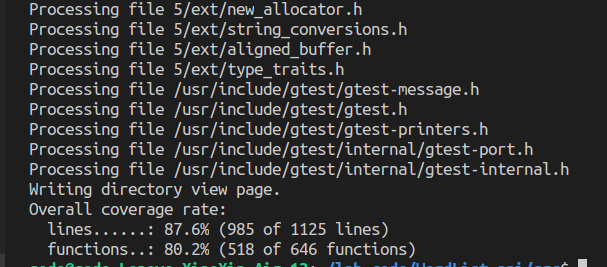 Processing file 5/ext/new_allocator.h
Processing file 5/ext/string_conversions.h
Processing file 5/ext/aligned_buffer.h
Processing file 5/ext/type_traits.h
Processing file /usr/include/gtest/gtest-message.h
Processing file /usr/include/gtest/gtest.h
Processing file /usr/include/gtest/gtest-printers.h
Processing file /usr/include/gtest/internal/gtest-port.h
Processing file /usr/include/gtest/internal/gtest-internal.h
Writing directory view page.
Overall coverage rate:
  lines......: 87.6% (985 of 1125 lines)
  functions..: 80.2% (518 of 646 functions)